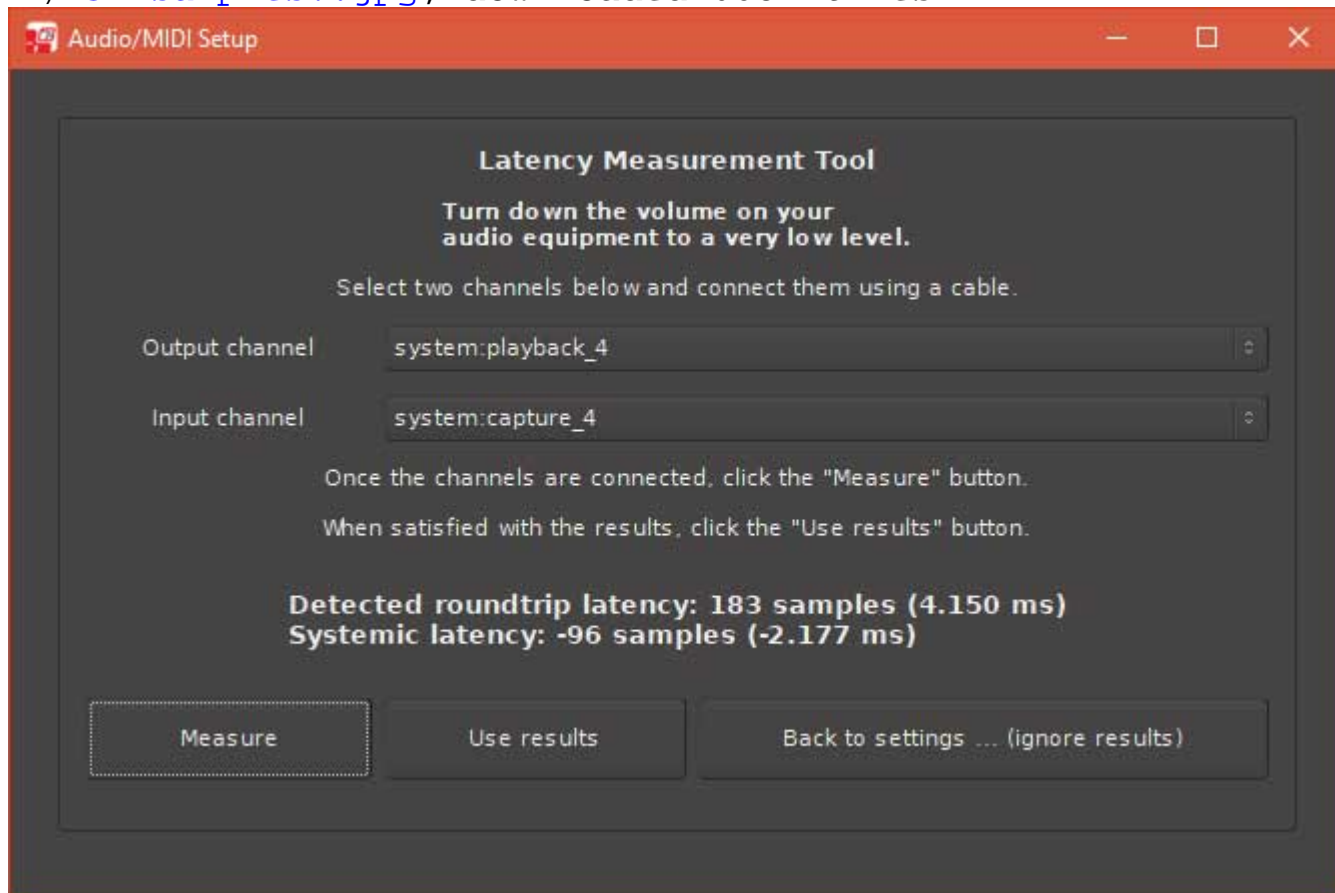 Audio/MIDI Setup
Latency Measurement Tool
Turn down the volume on your
audio equipment to a very low level.
Select two channels below and connect them using a cable.
Output channel system:playback_4
Input channel system:capture_4
Once the channels are connected, click the "Measure" button.
When satisfied with the results, click the "Use results" button.
Detected roundtrip latency: 183 samples (4.150 ms)
Systemic latency: -96 samples (-2.177 ms)
Measure Use results Back to settings ... (ignore results)